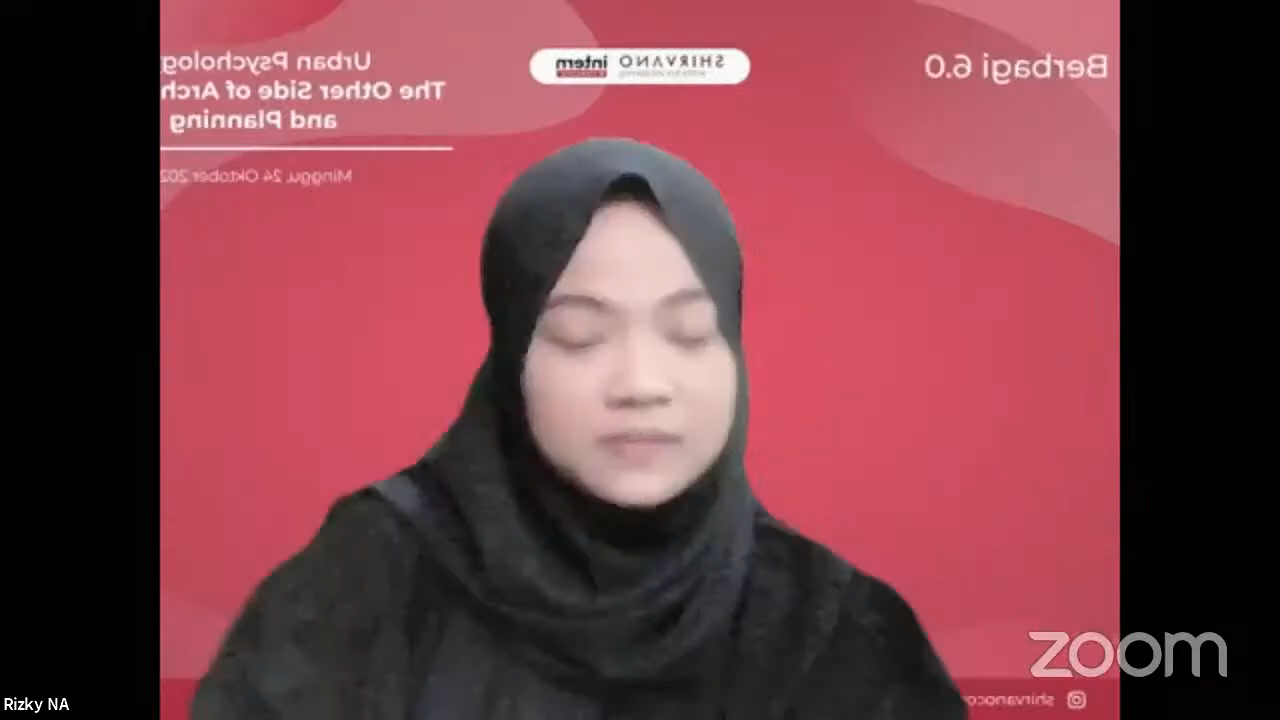 Urban Psycholog
The Other Side of Arch
and Planning
Minggu, 24 Oktober 202
SHIRVANO
intern
Berbagi 6.0
zoom
shirvanoco
Rizky NA